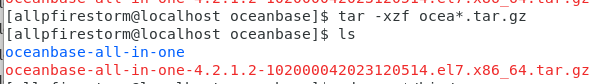 [allpfirestorm@localhost oceanbase]$ tar -xzf ocea*.tar.gz
[allpfirestorm@localhost oceanbase]$ ls
oceanbase-all-in-one
oceanbase-all-in-one-4.2.1.2-102000042023120514.el7.x86_64.tar.gz